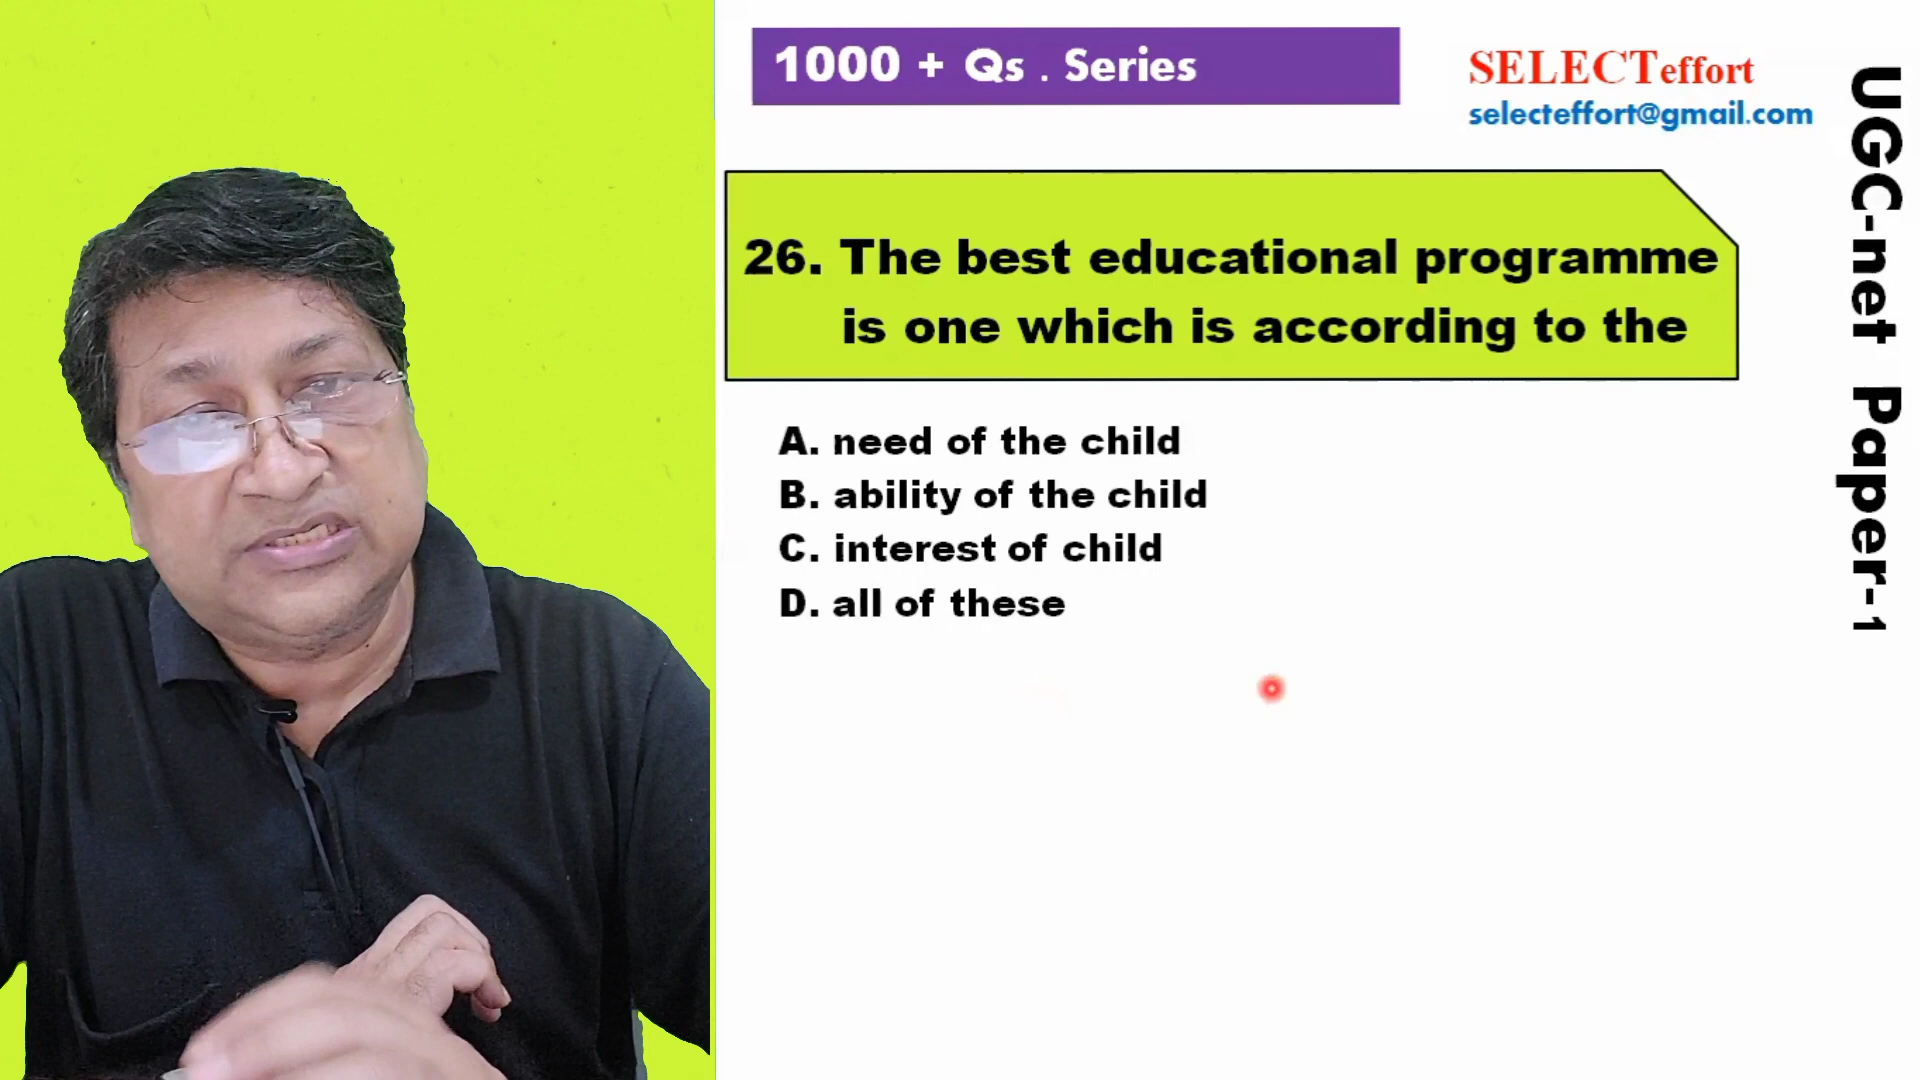 1000 + Qs . Series
SELECTeffort
selecteffort@gmail.com
26. The best educational programme
is one which is according to the
A. need of the child
B. ability of the child
C. interest of child
D. all of these
UGC-net Paper-1